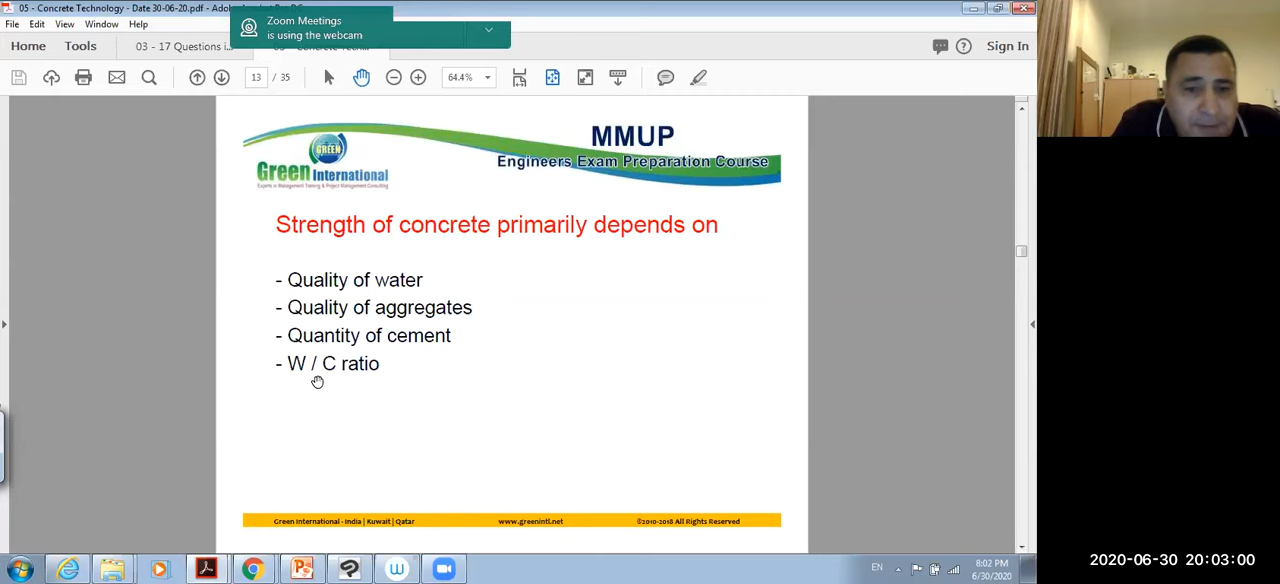 05 - Concrete Technology - Date 30-06-20.pdf - Adobe
Zoom Meetings
is using the webcam
File Edit View Window Help
Home Tools 03 - 17 Questions i... Sign In
13 / 35 64.4%
MMUP
Engineers Exam Preparation Course
GREEN
Green International
Experts in Management Training & Project Management Consulting
Strength of concrete primarily depends on
- Quality of water
- Quality of aggregates
- Quantity of cement
- W / C ratio
Green International - India | Kuwait | Qatar www.greenintl.net ©2010-2018 All Rights Reserved
EN 8:02 PM
6/30/2020
2020-06-30 20:03:00